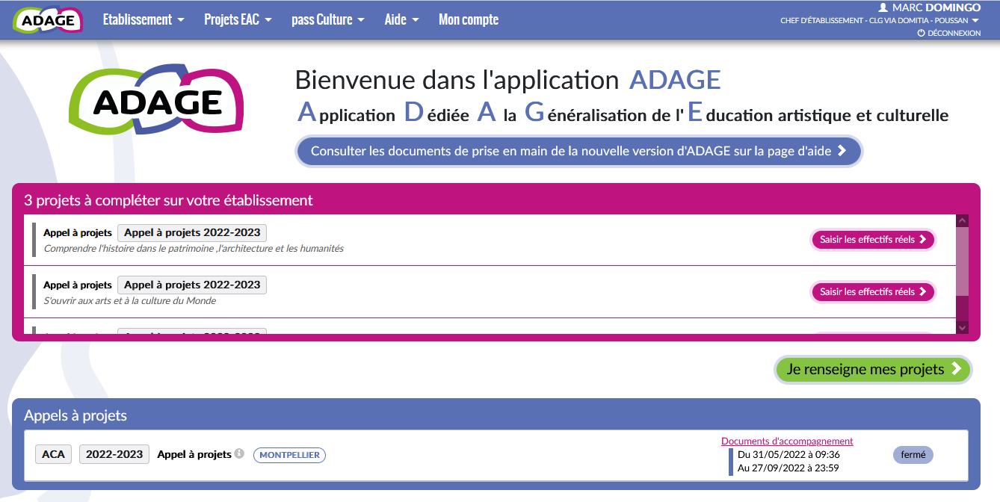 ADAGE Etablissement Projets EAC pass Culture Aide Mon compte
MARC DOMINGO
CHEF D'ÉTABLISSEMENT - CLG VIA DOMITIA - POUSSAN
DÉCONNEXION
ADAGE
Bienvenue dans l'application ADAGE
A pplication D édiée A la G énéralisation de l' E ducation artistique et culturelle
Consulter les documents de prise en main de la nouvelle version d'ADAGE sur la page d'aide
3 projets à compléter sur votre établissement
Appel à projets Appel à projets 2022-2023
Comprendre l'histoire dans le patrimoine ,l'architecture et les humanités
Saisir les effectifs réels
Appel à projets Appel à projets 2022-2023
S'ouvrir aux arts et à la culture du Monde
Saisir les effectifs réels
Je renseigne mes projets
Appels à projets
ACA 2022-2023 Appel à projets MONTPELLIER
Documents d'accompagnement
Du 31/05/2022 à 09:36
Au 27/09/2022 à 23:59
fermé